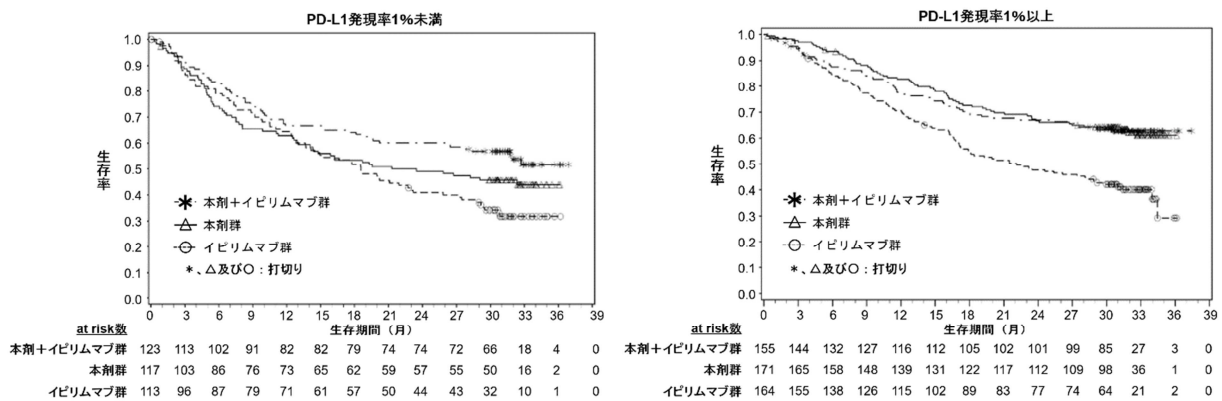 PD-L1発現率1%未満
1.0
0.9
0.8
0.7
0.6
0.5
0.4
0.3
0.2
0.1
0.0
生存率
本剤+イピリムマブ群
本剤群
イピリムマブ群
*、△及び○:打切り
0 3 6 9 12 15 18 21 24 27 30 33 36 39
生存期間(月)
at risk数
本剤+イピリムマブ群 123 113 102 91 82 82 79 74 74 72 66 18 4 0
本剤群 117 103 86 76 73 65 62 59 57 55 50 16 2 0
イピリムマブ群 113 96 87 79 71 61 57 50 44 43 32 10 1 0
PD-L1発現率1%以上
1.0
0.9
0.8
0.7
0.6
0.5
0.4
0.3
0.2
0.1
0.0
生存率
本剤+イピリムマブ群
本剤群
イピリムマブ群
*、△及び○:打切り
0 3 6 9 12 15 18 21 24 27 30 33 36 39
生存期間(月)
at risk数
本剤+イピリムマブ群 155 144 132 127 116 112 105 102 101 99 85 27 3 0
本剤群 171 165 158 148 139 131 122 117 112 109 98 36 1 0
イピリムマブ群 164 155 138 126 115 102 89 83 77 74 64 21 2 0